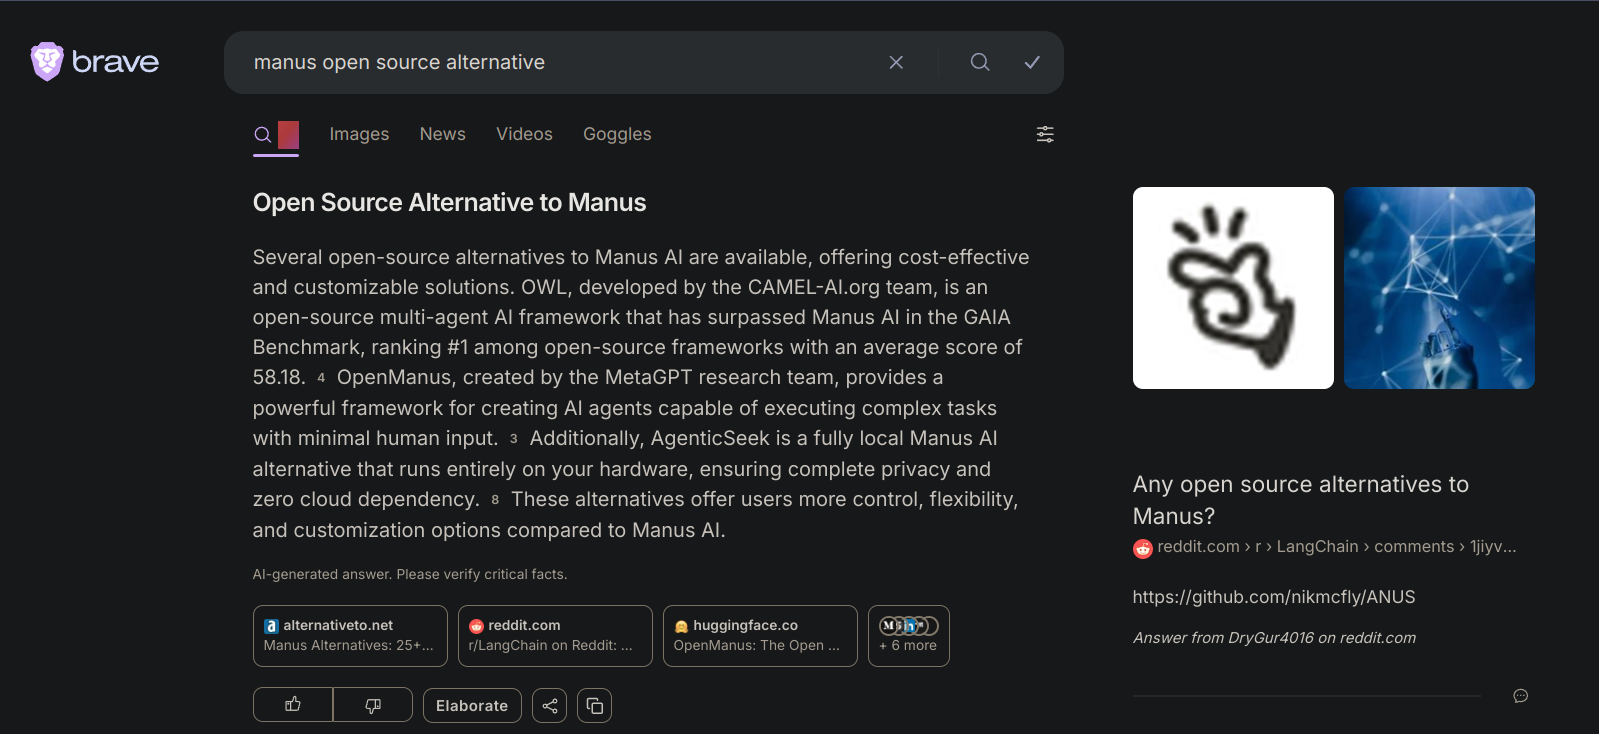 brave
manus open source alternative
Images News Videos Goggles
Open Source Alternative to Manus
Several open-source alternatives to Manus AI are available, offering cost-effective
and customizable solutions. OWL, developed by the CAMEL-AI.org team, is an
open-source multi-agent AI framework that has surpassed Manus AI in the GAIA
Benchmark, ranking #1 among open-source frameworks with an average score of
58.18. 4 OpenManus, created by the MetaGPT research team, provides a
powerful framework for creating AI agents capable of executing complex tasks
with minimal human input. 3 Additionally, AgenticSeek is a fully local Manus AI
alternative that runs entirely on your hardware, ensuring complete privacy and
zero cloud dependency. 8 These alternatives offer users more control, flexibility,
and customization options compared to Manus AI.
AI-generated answer. Please verify critical facts.
alternativeto.net
Manus Alternatives: 25+...
reddit.com
r/LangChain on Reddit: ...
huggingface.co
OpenManus: The Open ...
+ 6 more
Elaborate
Any open source alternatives to
Manus?
reddit.com › r › LangChain › comments › 1jiyv...
https://github.com/nikmcfly/ANUS
Answer from DryGur4016 on reddit.com